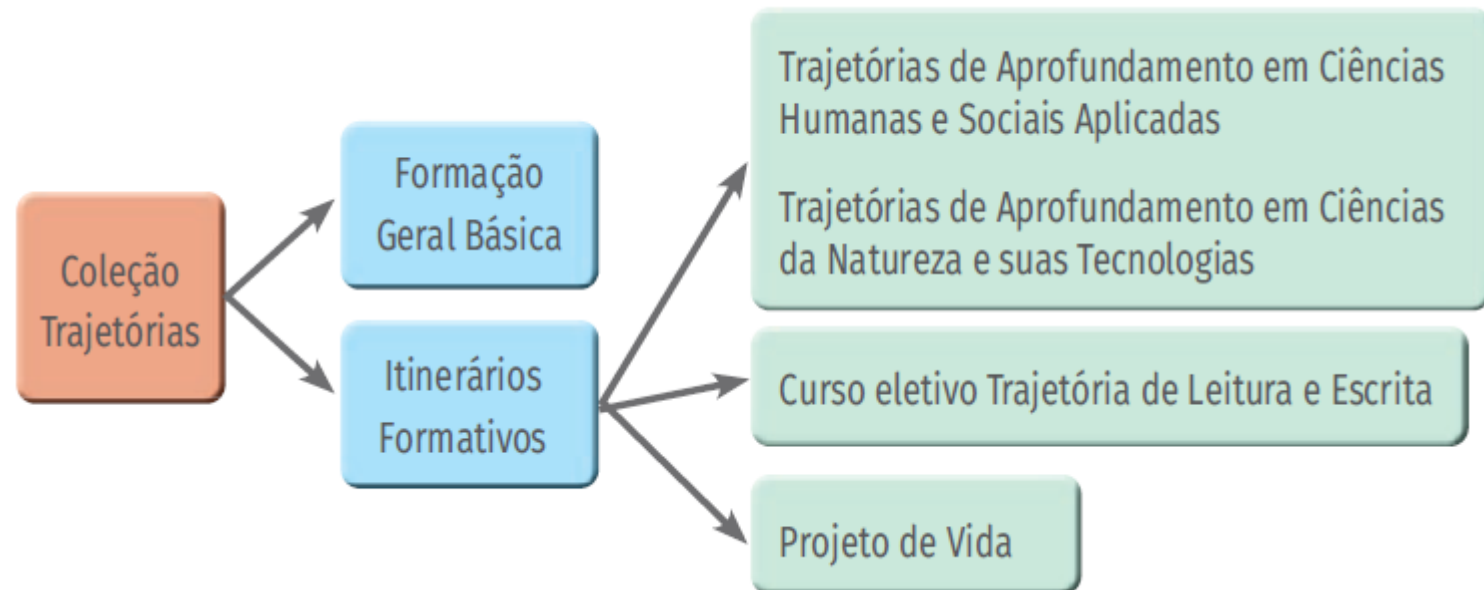 Coleção
Trajetórias
Formação
Geral Básica
Itinerários
Formativos
Trajetórias de Aprofundamento em Ciências
Humanas e Sociais Aplicadas
Trajetórias de Aprofundamento em Ciências
da Natureza e suas Tecnologias
Curso eletivo Trajetória de Leitura e Escrita
Projeto de Vida